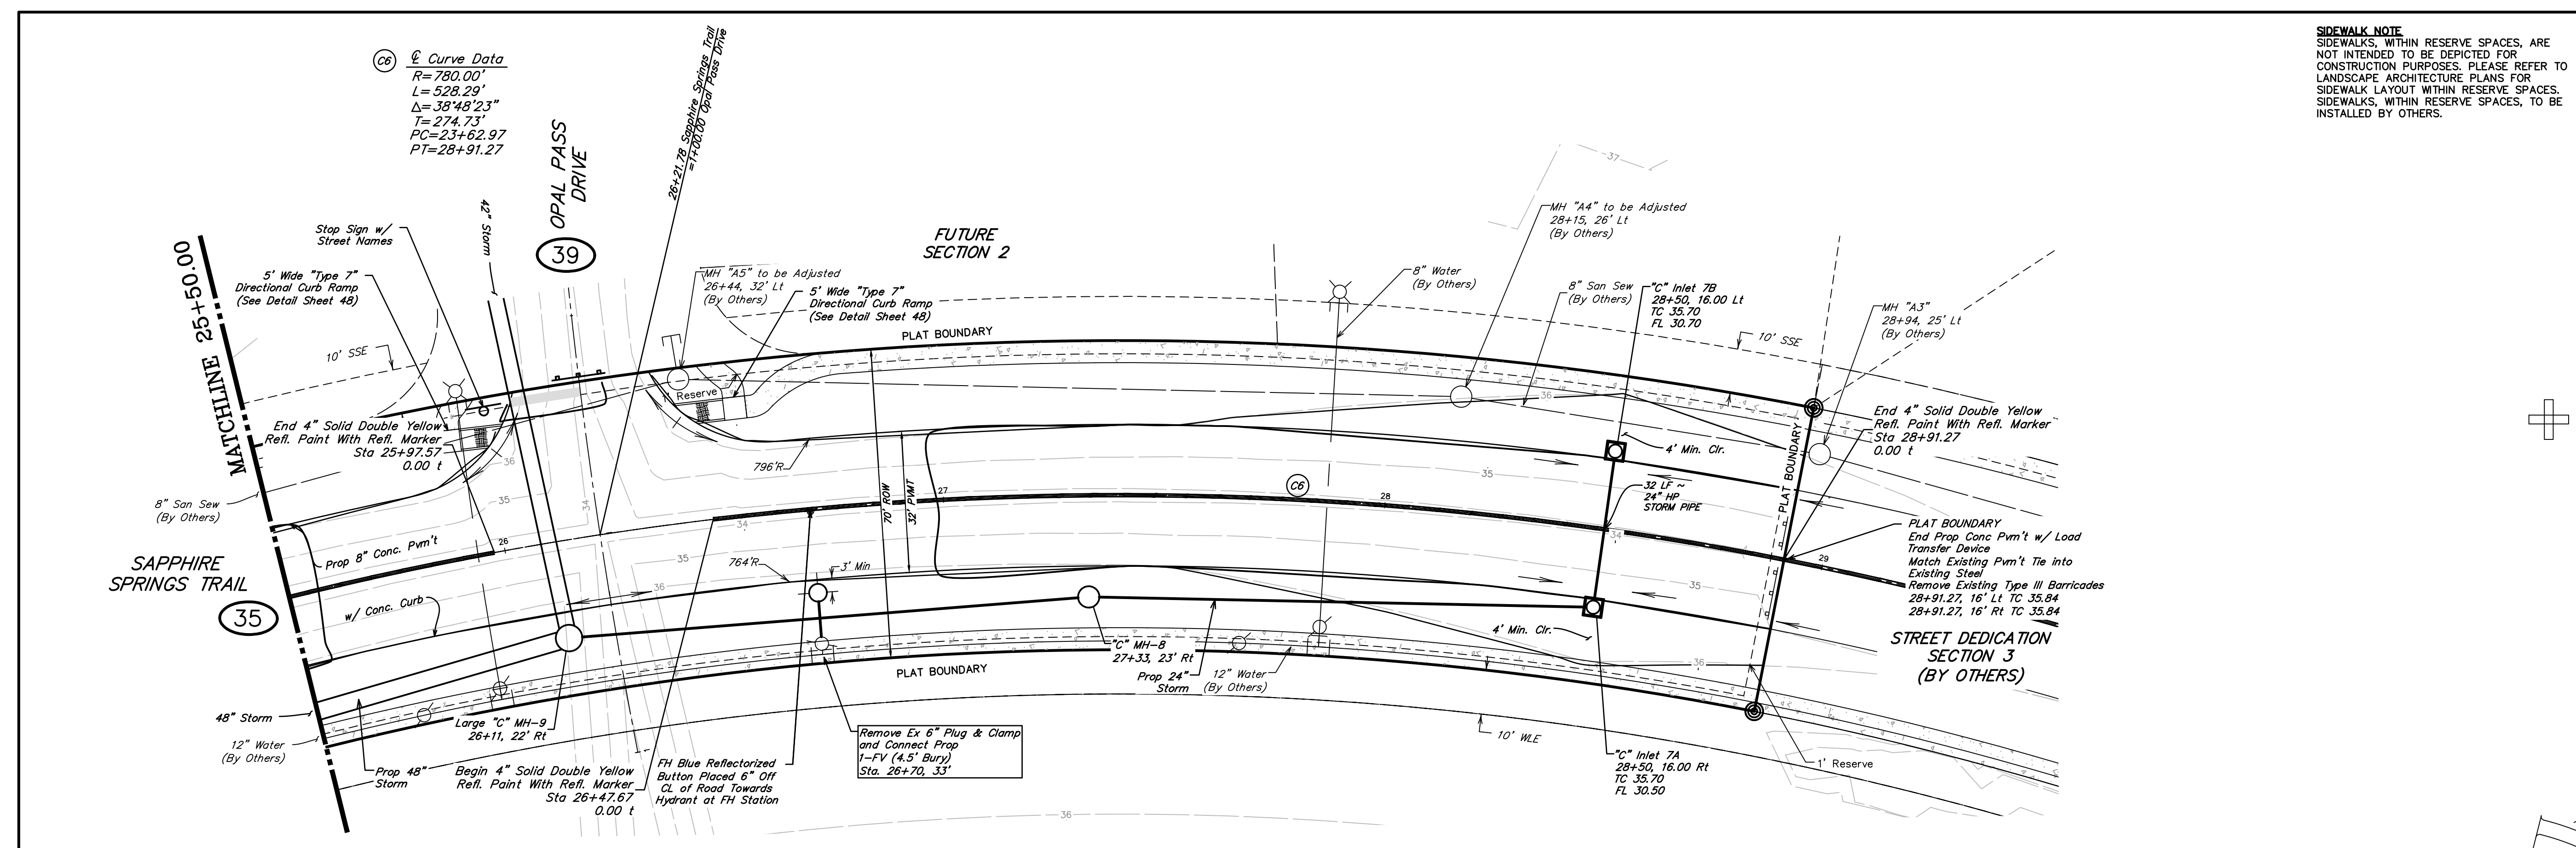 SIDEWALK NOTE
SIDEWALKS, WITHIN RESERVE SPACES, ARE
NOT INTENDED TO BE DEPICTED FOR
CONSTRUCTION PURPOSES. PLEASE REFER TO
LANDSCAPE ARCHITECTURE PLANS FOR
SIDEWALK LAYOUT WITHIN RESERVE SPACES.
SIDEWALKS, WITHIN RESERVE SPACES, TO BE
INSTALLED BY OTHERS.
C6
℄ Curve Data
R=780.00'
L=528.29'
Δ=38°48'23"
T=274.73'
PC=23+62.97
PT=28+91.27
OPAL PASS
DRIVE
39
26+21.78 Sapphire Springs Trail
=1+00.00 Opal Pass Drive
42" Storm
Stop Sign w/
Street Names
5' Wide "Type 7"
Directional Curb Ramp
(See Detail Sheet 48)
MATCHLINE 25+50.00
10' SSE
End 4" Solid Double Yellow
Refl. Paint With Refl. Marker
Sta 25+97.57
0.00 t
8" San Sew
(By Others)
SAPPHIRE
SPRINGS TRAIL
35
Prop 8" Conc. Pvm't
w/ Conc. Curb
48" Storm
12" Water
(By Others)
Prop 48"
Storm
Large "C" MH-9
26+11, 22' Rt
Begin 4" Solid Double Yellow
Refl. Paint With Refl. Marker
Sta 26+47.67
0.00 t
FH Blue Reflectorized
Button Placed 6" Off
CL of Road Towards
Hydrant at FH Station
Remove Ex 6" Plug & Clamp
and Connect Prop
1-FV (4.5' Bury)
Sta. 26+70, 33'
MH "A5" to be Adjusted
26+44, 32' Lt
(By Others)
5' Wide "Type 7"
Directional Curb Ramp
(See Detail Sheet 48)
1' Reserve
FUTURE
SECTION 2
PLAT BOUNDARY
796'R
764'R
3' Min
70' ROW
32' PVMT
26
27
28
29
C6
34
34
34
35
35
35
35
36
36
36
36
36
37
8" Water
(By Others)
MH "A4" to be Adjusted
28+15, 26' Lt
(By Others)
8" San Sew
(By Others)
"C" Inlet 7B
28+50, 16.00 Lt
TC 35.70
FL 30.70
10' SSE
MH "A3"
28+94, 25' Lt
(By Others)
End 4" Solid Double Yellow
Refl. Paint With Refl. Marker
Sta 28+91.27
0.00 t
4' Min. Clr.
32 LF ~
24" HP
STORM PIPE
PLAT BOUNDARY
PLAT BOUNDARY
End Prop Conc Pvm't w/ Load
Transfer Device
Match Existing Pvm't Tie into
Existing Steel
Remove Existing Type III Barricades
28+91.27, 16' Lt TC 35.84
28+91.27, 16' Rt TC 35.84
STREET DEDICATION
SECTION 3
(BY OTHERS)
4' Min. Clr.
"C" MH-8
27+33, 23' Rt
Prop 24"
Storm
12" Water
(By Others)
PLAT BOUNDARY
10' WLE
"C" Inlet 7A
28+50, 16.00 Rt
TC 35.70
FL 30.50
1' Reserve